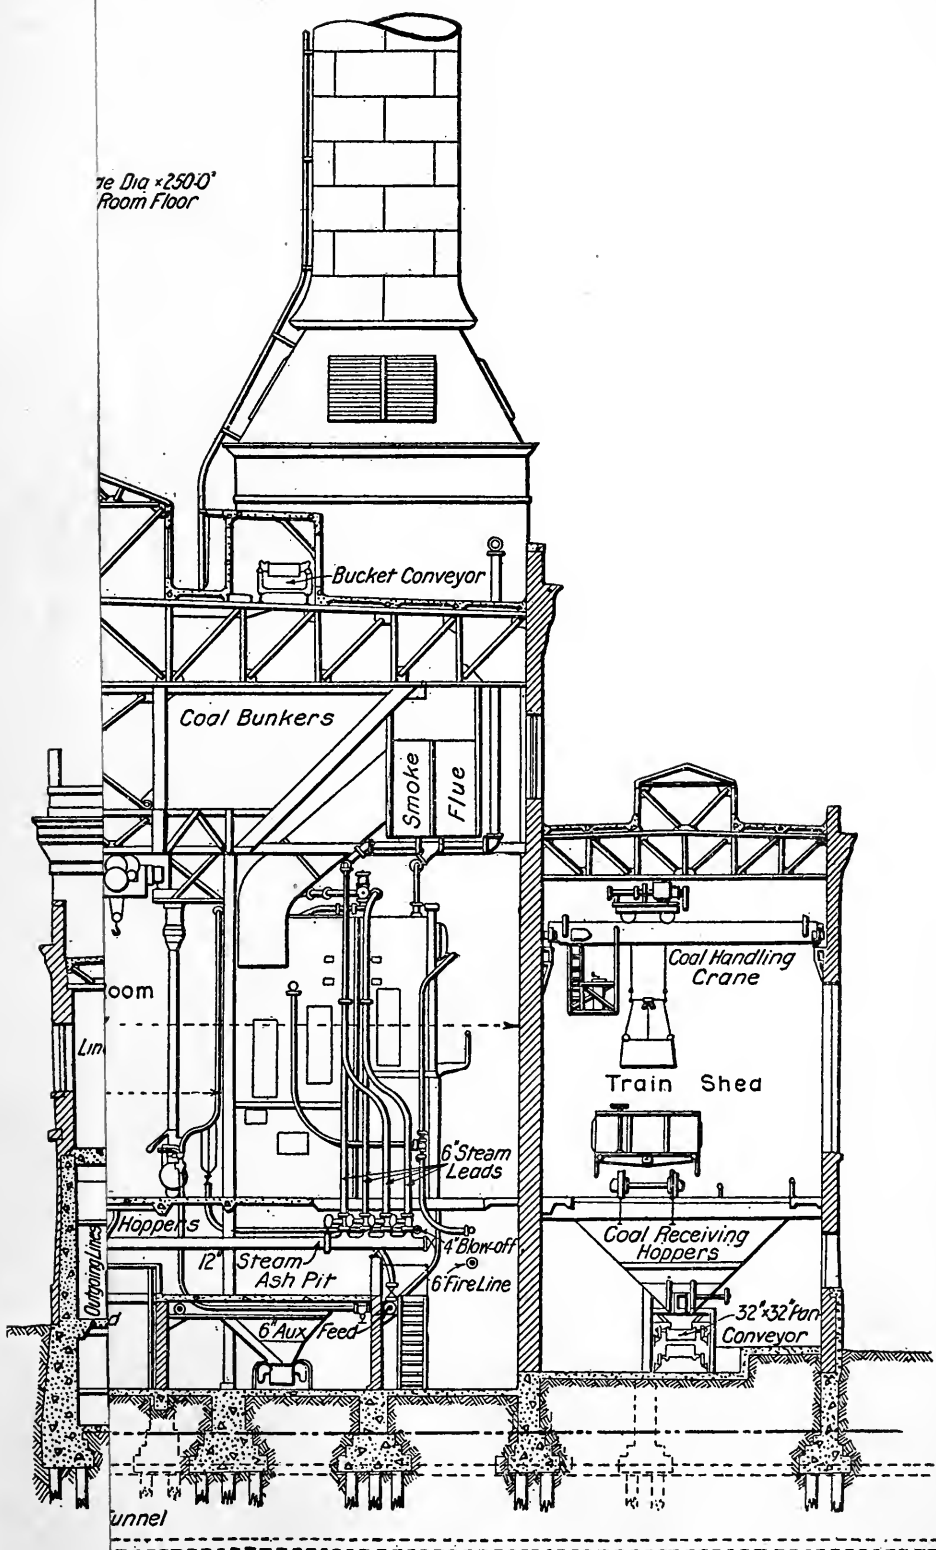 ge Dia × 250'-0"
Room Floor
Bucket Conveyor
Coal Bunkers
Smoke
Flue
Coal Handling
Crane
oom
Lin
Train Shed
6" Steam
Leads
Hoppers
Coal Receiving
Hoppers
12" Steam
4" Blow-off
Ash Pit
6" Fire Line
Outgoing Lines
d
6" Aux. Feed
32" × 32" Pan
Conveyor
unnel